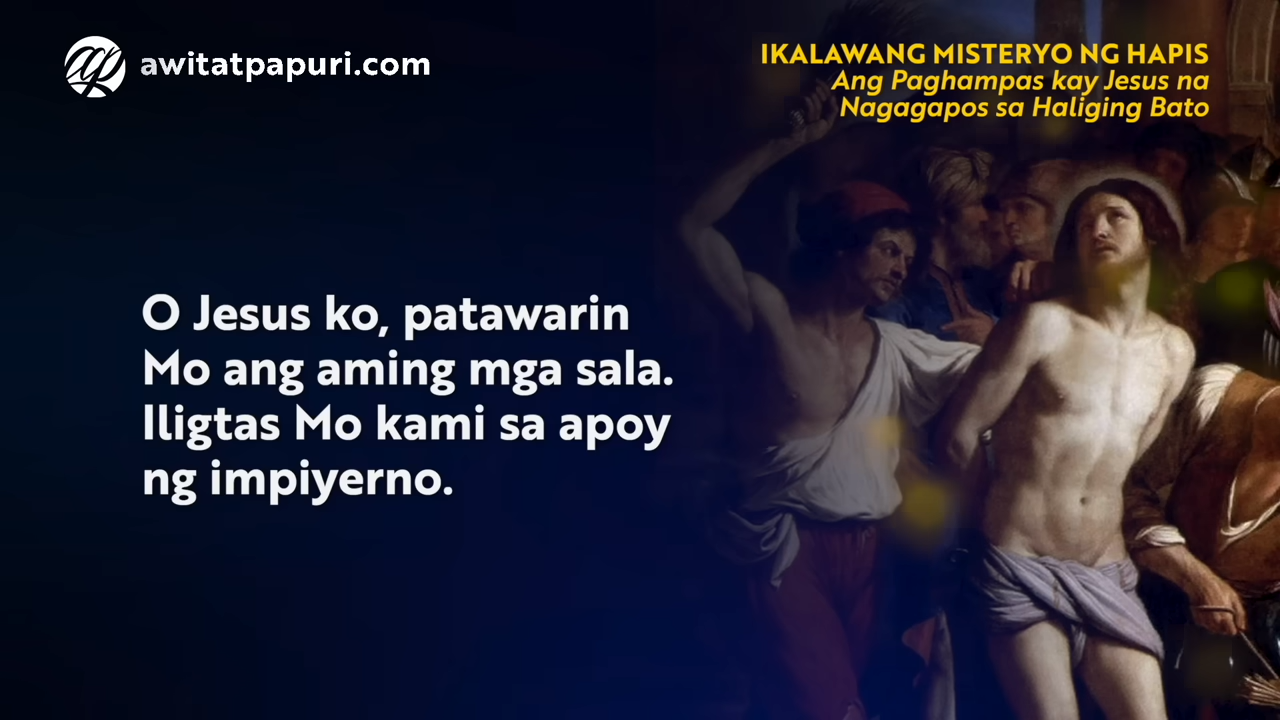 awitatpapuri.com
IKALAWANG MISTERYO NG HAPIS
Ang Paghampas kay Jesus na
Nagagapos sa Haliging Bato
O Jesus ko, patawarin
Mo ang aming mga sala.
Iligtas Mo kami sa apoy
ng impiyerno.